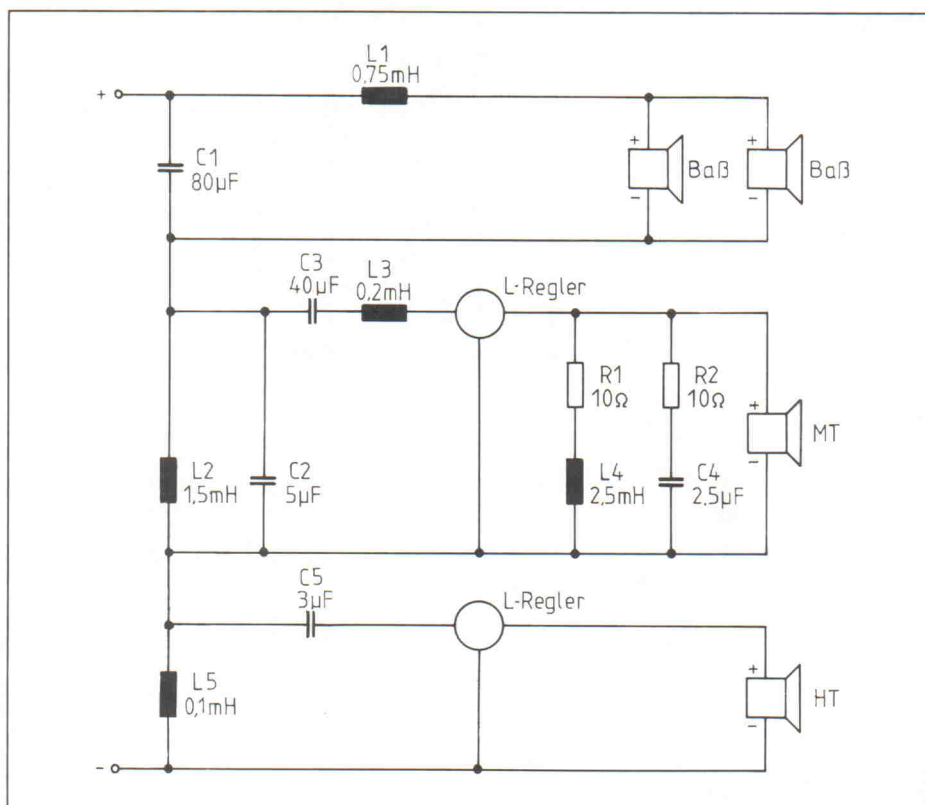 L1
0,75mH
+
C1
80µF
+
-
Baß
+
-
Baß
C3
40µF
L3
0,2mH
L-Regler
L2
1,5mH
C2
5µF
R1
10Ω
L4
2,5mH
R2
10Ω
C4
2,5µF
+
-
MT
C5
3µF
L-Regler
L5
0,1mH
+
-
HT
-